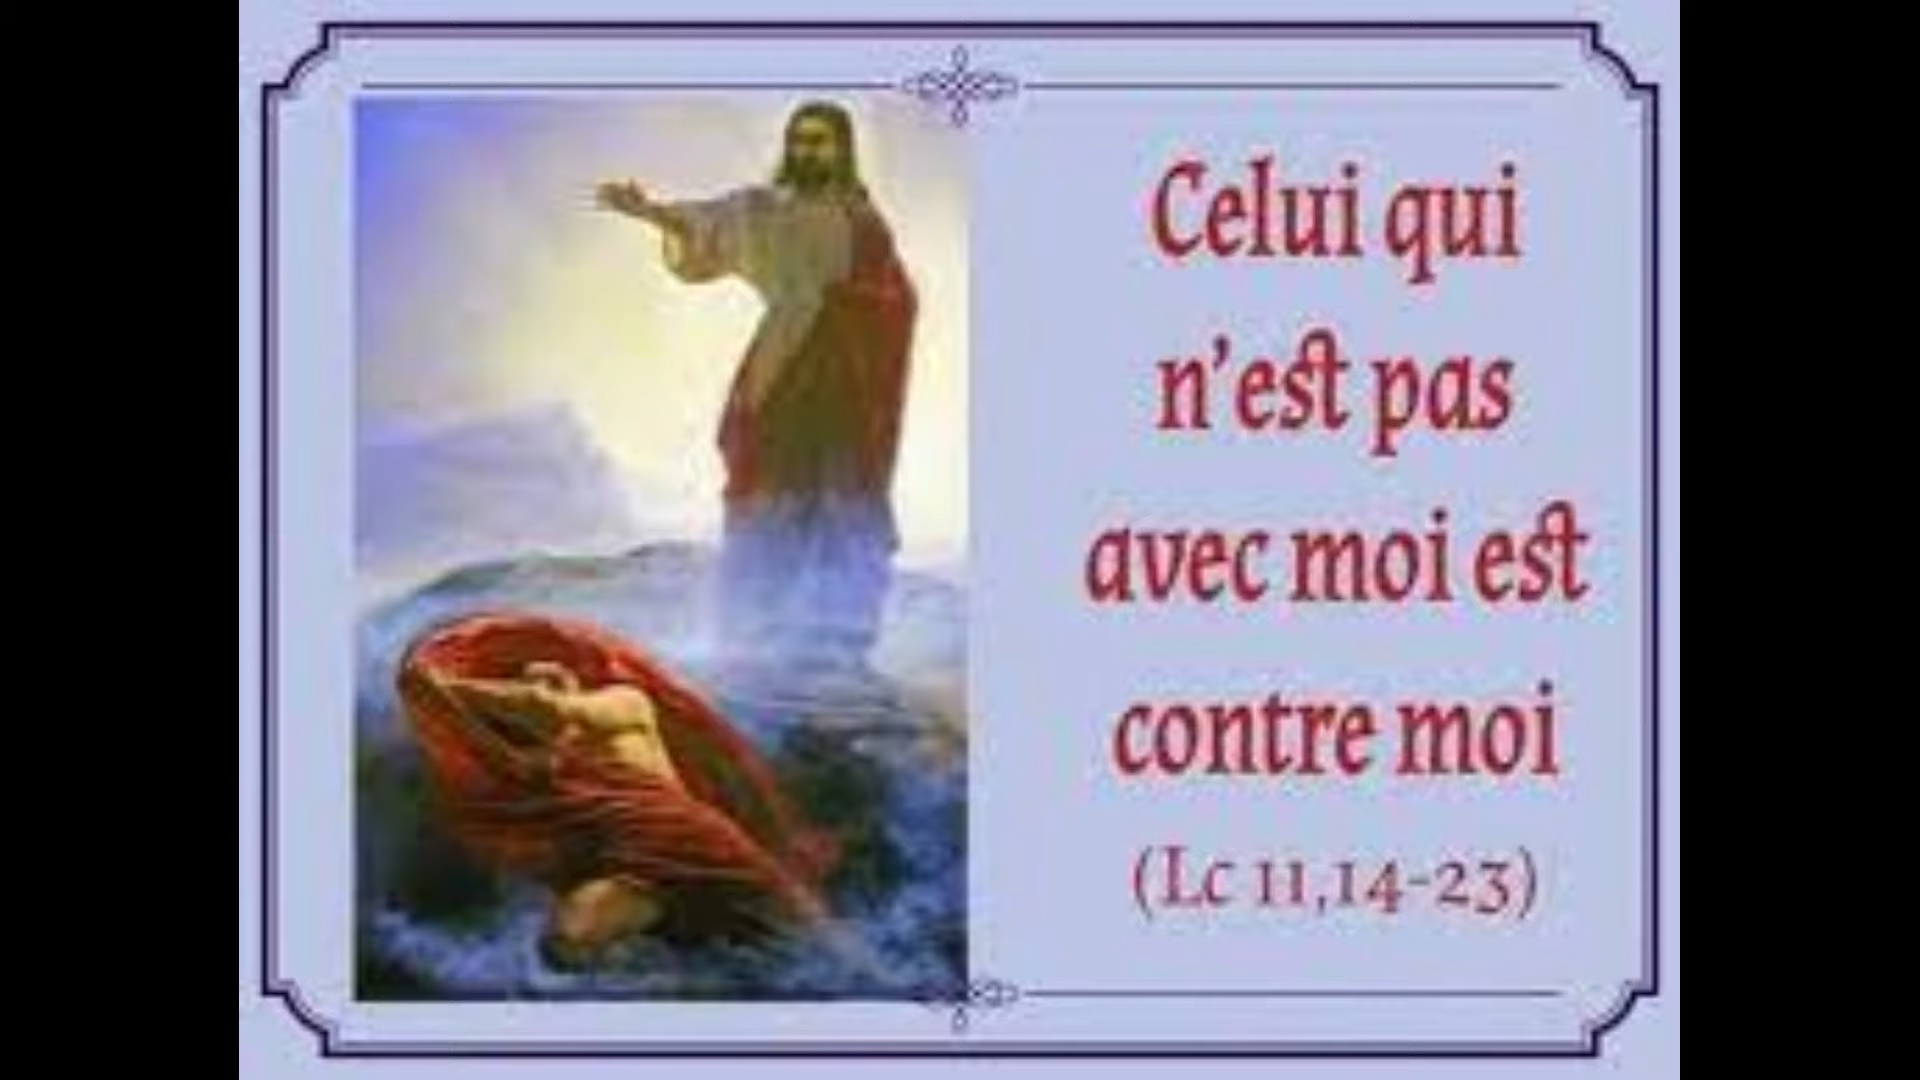 Celui qui
n'est pas
avec moi est
contre moi
(Lc 11,14-23)